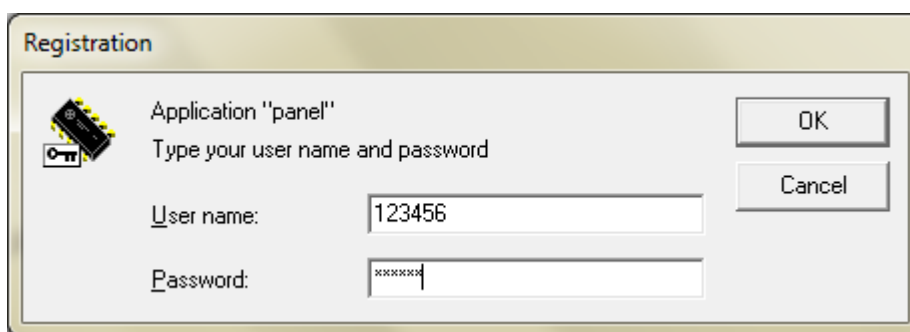 Registration
Application "panel"
Type your user name and password
OK
Cancel
User name: 123456
Password: ******